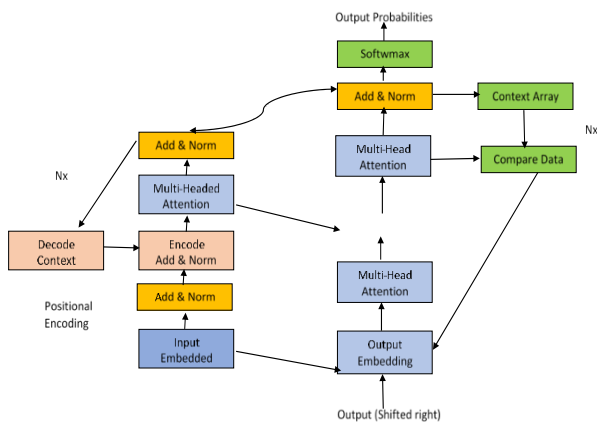 Output Probabilities
Softwmax
Add & Norm
Context Array
Nx
Add & Norm
Multi-Head
Attention
Compare Data
Nx
Multi-Headed
Attention
Decode
Context
Encode
Add & Norm
Multi-Head
Attention
Add & Norm
Positional
Encoding
Input
Embedded
Output
Embedding
Output (Shifted right)